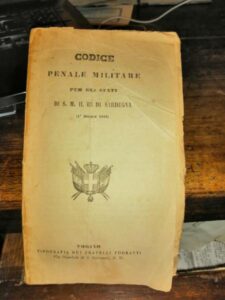 CODICE
PENALE MILITARE
PER GLI STATI
DI S. M. IL RE DI SARDEGNA
TORINO
TIPOGRAFIA DEI FRATELLI FODRATTI